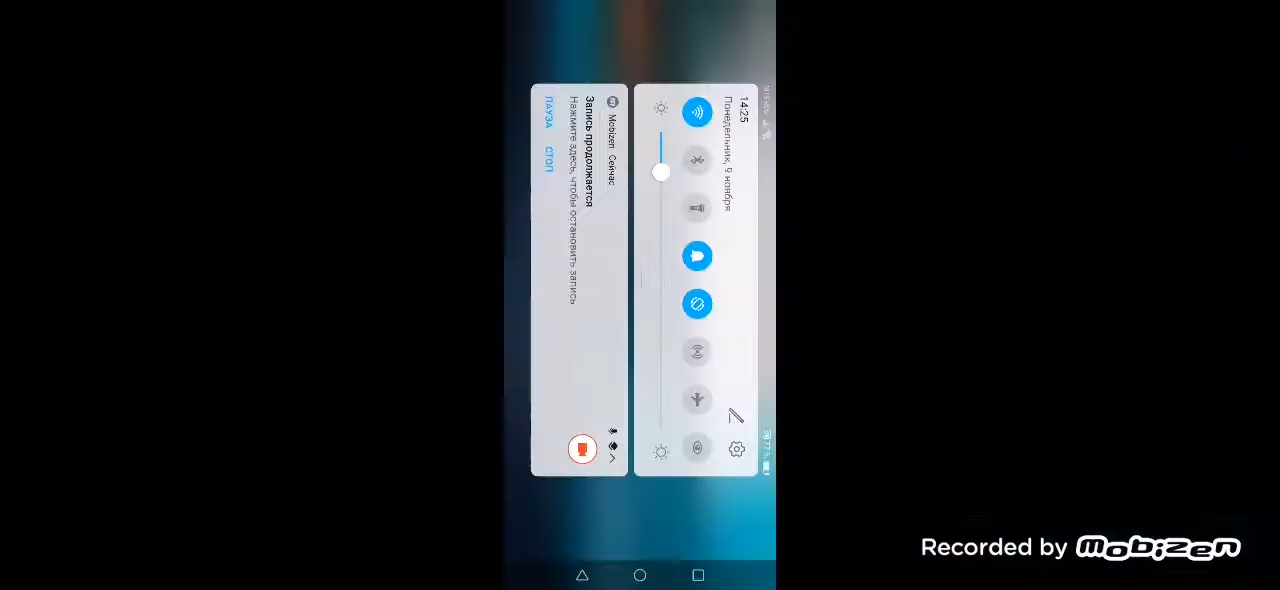 14:25
Понедельник, 9 ноября
Mobizen Сейчас
Запись продолжается
Нажмите здесь, чтобы остановить запись
ПАУЗА СТОП
Recorded by mobizen